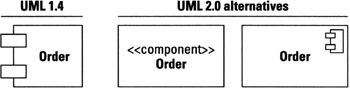 UML 1.4
UML 2.0 alternatives
Order
<<component>>
Order
Order